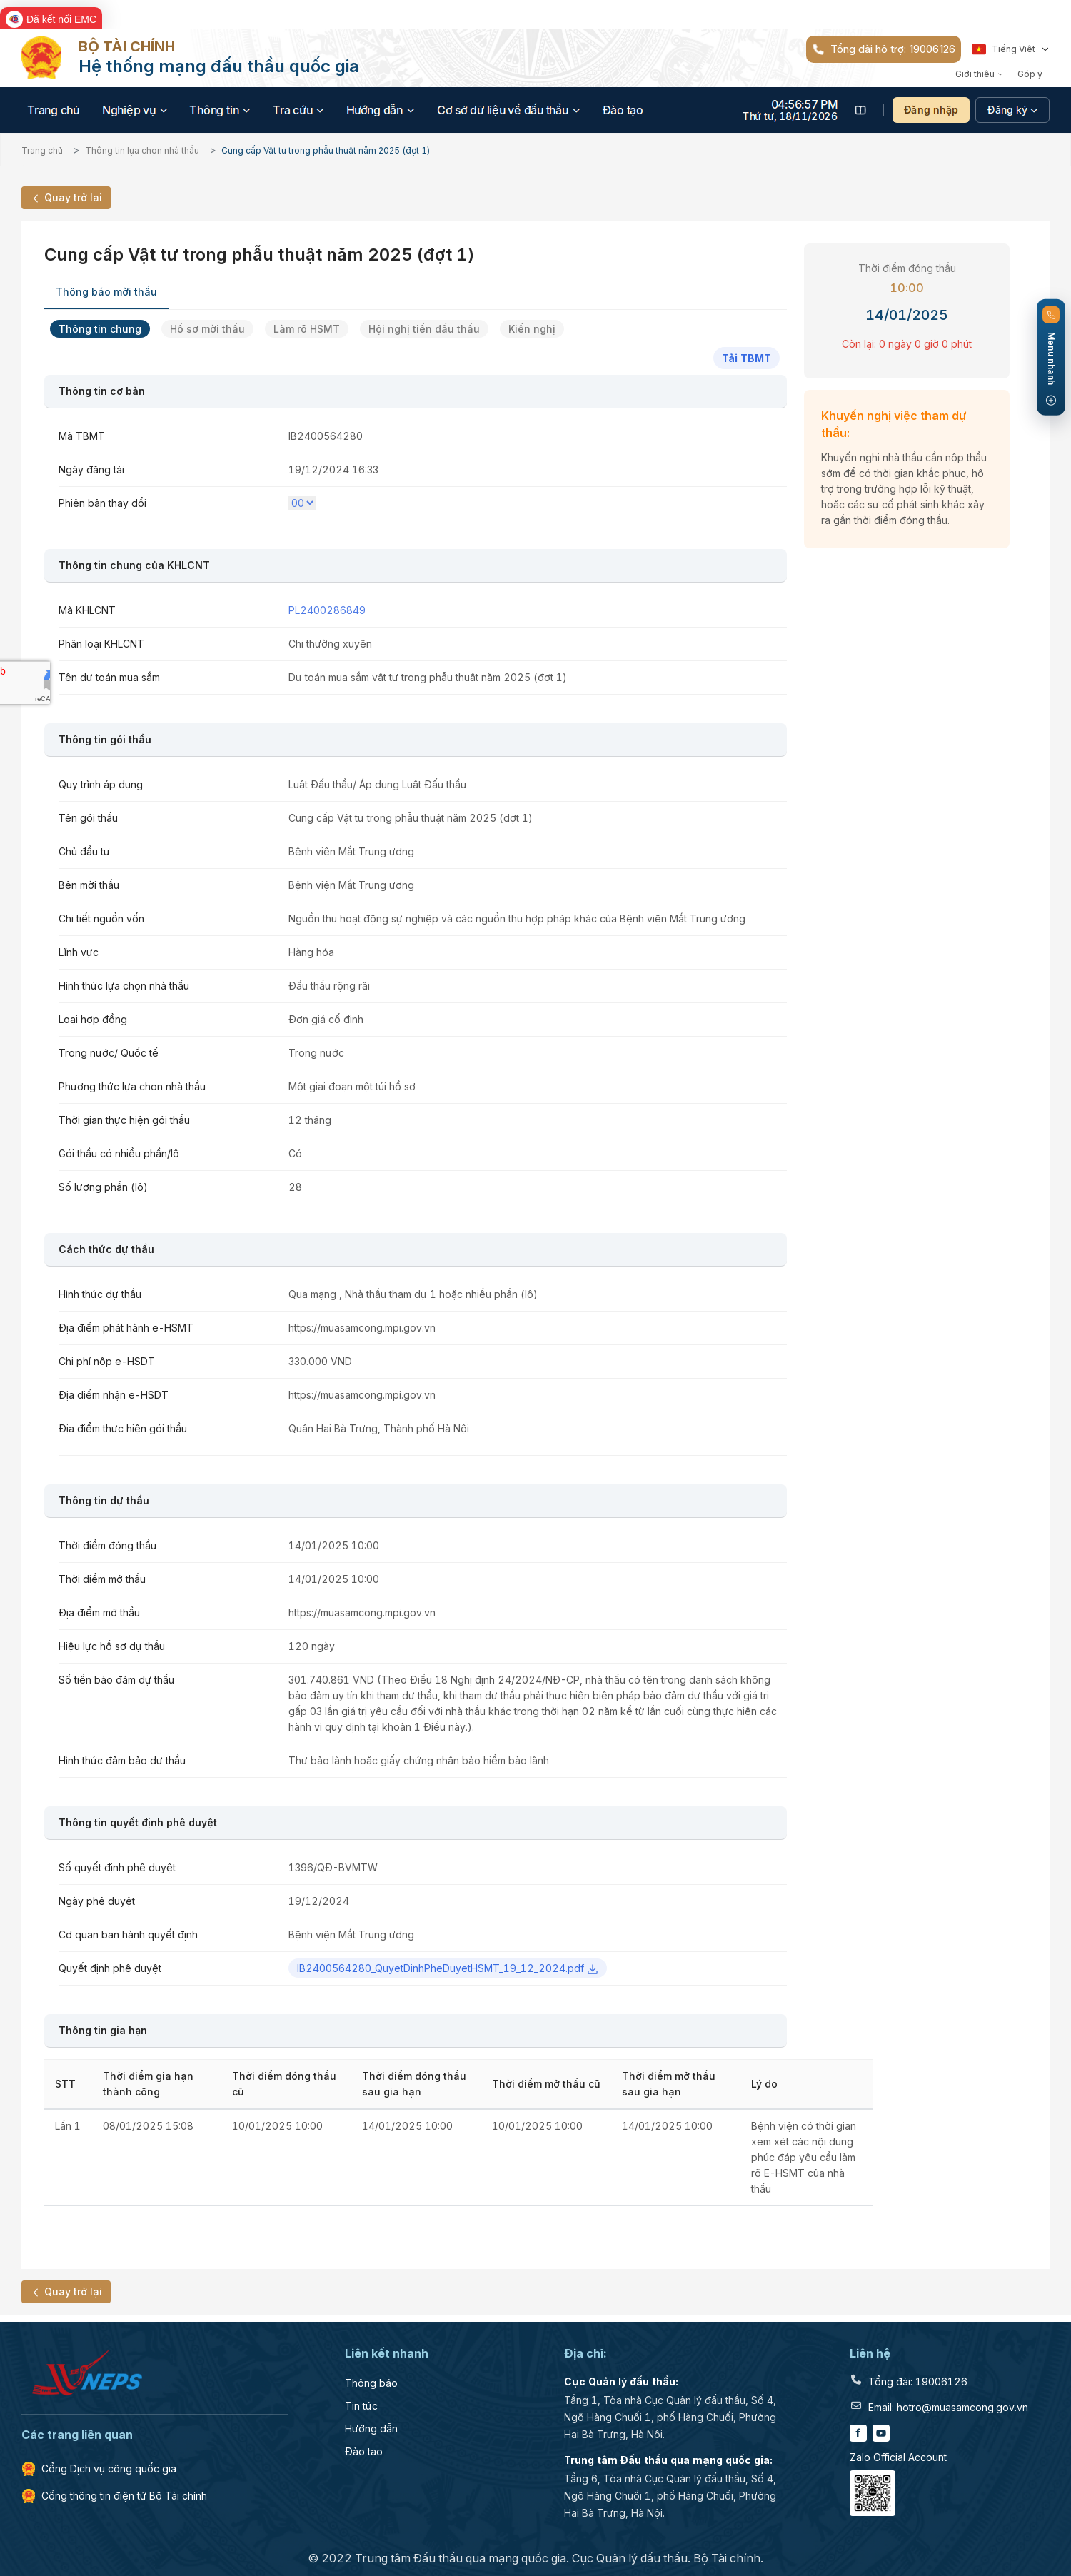 Đã kết nối EMC
BỘ TÀI CHÍNH
Hệ thống mạng đấu thầu quốc gia
Tổng đài hỗ trợ: 19006126
Tiếng Việt
Giới thiệu
Góp ý
Trang chủ
Nghiệp vụ
Thông tin
Tra cứu
Hướng dẫn
Cơ sở dữ liệu về đấu thầu
Đào tạo
04:56:57 PM
Thứ tư, 18/11/2026
Đăng nhập
Đăng ký
Trang chủ > Thông tin lựa chọn nhà thầu > Cung cấp Vật tư trong phẫu thuật năm 2025 (đợt 1)
Quay trở lại
Cung cấp Vật tư trong phẫu thuật năm 2025 (đợt 1)
Thông báo mời thầu
Thông tin chung
Hồ sơ mời thầu
Làm rõ HSMT
Hội nghị tiền đấu thầu
Kiến nghị
Tải TBMT
Thời điểm đóng thầu
10:00
14/01/2025
Còn lại: 0 ngày 0 giờ 0 phút
Menu nhanh
Khuyến nghị việc tham dự
thầu:
Khuyến nghị nhà thầu cần nộp thầu
sớm để có thời gian khắc phục, hỗ
trợ trong trường hợp lỗi kỹ thuật,
hoặc các sự cố phát sinh khác xảy
ra gần thời điểm đóng thầu.
Thông tin cơ bản
Mã TBMT
IB2400564280
Ngày đăng tải
19/12/2024 16:33
Phiên bản thay đổi
00
Thông tin chung của KHLCNT
Mã KHLCNT
PL2400286849
Phân loại KHLCNT
Chi thường xuyên
Tên dự toán mua sắm
Dự toán mua sắm vật tư trong phẫu thuật năm 2025 (đợt 1)
b
reCA
Thông tin gói thầu
Quy trình áp dụng
Luật Đấu thầu/ Áp dụng Luật Đấu thầu
Tên gói thầu
Cung cấp Vật tư trong phẫu thuật năm 2025 (đợt 1)
Chủ đầu tư
Bệnh viện Mắt Trung ương
Bên mời thầu
Bệnh viện Mắt Trung ương
Chi tiết nguồn vốn
Nguồn thu hoạt động sự nghiệp và các nguồn thu hợp pháp khác của Bệnh viện Mắt Trung ương
Lĩnh vực
Hàng hóa
Hình thức lựa chọn nhà thầu
Đấu thầu rộng rãi
Loại hợp đồng
Đơn giá cố định
Trong nước/ Quốc tế
Trong nước
Phương thức lựa chọn nhà thầu
Một giai đoạn một túi hồ sơ
Thời gian thực hiện gói thầu
12 tháng
Gói thầu có nhiều phần/lô
Có
Số lượng phần (lô)
28
Cách thức dự thầu
Hình thức dự thầu
Qua mạng , Nhà thầu tham dự 1 hoặc nhiều phần (lô)
Địa điểm phát hành e-HSMT
https://muasamcong.mpi.gov.vn
Chi phí nộp e-HSDT
330.000 VND
Địa điểm nhận e-HSDT
https://muasamcong.mpi.gov.vn
Địa điểm thực hiện gói thầu
Quận Hai Bà Trưng, Thành phố Hà Nội
Thông tin dự thầu
Thời điểm đóng thầu
14/01/2025 10:00
Thời điểm mở thầu
14/01/2025 10:00
Địa điểm mở thầu
https://muasamcong.mpi.gov.vn
Hiệu lực hồ sơ dự thầu
120 ngày
Số tiền bảo đảm dự thầu
301.740.861 VND (Theo Điều 18 Nghị định 24/2024/NĐ-CP, nhà thầu có tên trong danh sách không
bảo đảm uy tín khi tham dự thầu, khi tham dự thầu phải thực hiện biện pháp bảo đảm dự thầu với giá trị
gấp 03 lần giá trị yêu cầu đối với nhà thầu khác trong thời hạn 02 năm kể từ lần cuối cùng thực hiện các
hành vi quy định tại khoản 1 Điều này.).
Hình thức đảm bảo dự thầu
Thư bảo lãnh hoặc giấy chứng nhận bảo hiểm bảo lãnh
Thông tin quyết định phê duyệt
Số quyết định phê duyệt
1396/QĐ-BVMTW
Ngày phê duyệt
19/12/2024
Cơ quan ban hành quyết định
Bệnh viện Mắt Trung ương
Quyết định phê duyệt
IB2400564280_QuyetDinhPheDuyetHSMT_19_12_2024.pdf
Thông tin gia hạn
STT
Thời điểm gia hạn
thành công
Thời điểm đóng thầu
cũ
Thời điểm đóng thầu
sau gia hạn
Thời điểm mở thầu cũ
Thời điểm mở thầu
sau gia hạn
Lý do
Lần 1
08/01/2025 15:08
10/01/2025 10:00
14/01/2025 10:00
10/01/2025 10:00
14/01/2025 10:00
Bệnh viện có thời gian
xem xét các nội dung
phúc đáp yêu cầu làm
rõ E-HSMT của nhà
thầu
Quay trở lại
VNEPS
Các trang liên quan
Cổng Dịch vụ công quốc gia
Cổng thông tin điện tử Bộ Tài chính
Liên kết nhanh
Thông báo
Tin tức
Hướng dẫn
Đào tạo
Địa chỉ:
Cục Quản lý đấu thầu:
Tầng 1, Tòa nhà Cục Quản lý đấu thầu, Số 4,
Ngõ Hàng Chuối 1, phố Hàng Chuối, Phường
Hai Bà Trưng, Hà Nội.
Trung tâm Đấu thầu qua mạng quốc gia:
Tầng 6, Tòa nhà Cục Quản lý đấu thầu, Số 4,
Ngõ Hàng Chuối 1, phố Hàng Chuối, Phường
Hai Bà Trưng, Hà Nội.
Liên hệ
Tổng đài: 19006126
Email: hotro@muasamcong.gov.vn
Zalo Official Account
© 2022 Trung tâm Đấu thầu qua mạng quốc gia. Cục Quản lý đấu thầu. Bộ Tài chính.